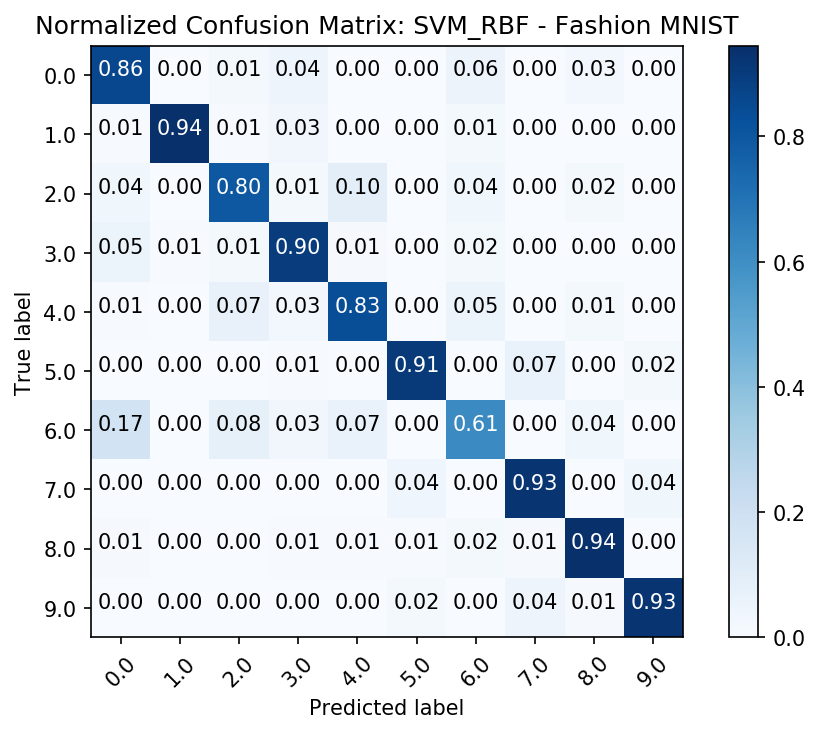 Normalized Confusion Matrix: SVM_RBF - Fashion MNIST
0.0 0.86 0.00 0.01 0.04 0.00 0.00 0.06 0.00 0.03 0.00
1.0 0.01 0.94 0.01 0.03 0.00 0.00 0.01 0.00 0.00 0.00
2.0 0.04 0.00 0.80 0.01 0.10 0.00 0.04 0.00 0.02 0.00
3.0 0.05 0.01 0.01 0.90 0.01 0.00 0.02 0.00 0.00 0.00
4.0 0.01 0.00 0.07 0.03 0.83 0.00 0.05 0.00 0.01 0.00
5.0 0.00 0.00 0.00 0.01 0.00 0.91 0.00 0.07 0.00 0.02
6.0 0.17 0.00 0.08 0.03 0.07 0.00 0.61 0.00 0.04 0.00
7.0 0.00 0.00 0.00 0.00 0.00 0.04 0.00 0.93 0.00 0.04
8.0 0.01 0.00 0.00 0.01 0.01 0.01 0.02 0.01 0.94 0.00
9.0 0.00 0.00 0.00 0.00 0.00 0.02 0.00 0.04 0.01 0.93
True label
0.0 1.0 2.0 3.0 4.0 5.0 6.0 7.0 8.0 9.0
Predicted label
0.8
0.6
0.4
0.2
0.0